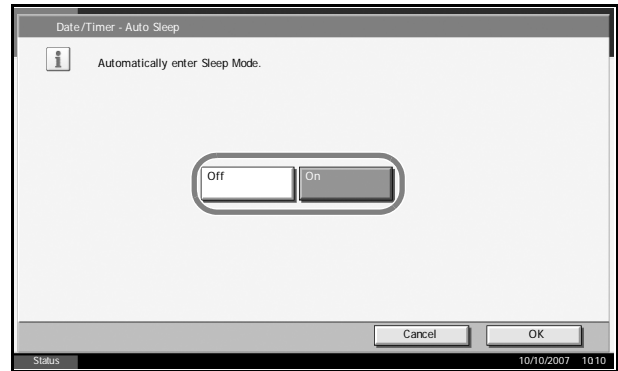 Date/Timer - Auto Sleep
i
Automatically enter Sleep Mode.
Off
On
Cancel
OK
Status
10/10/2007 10:10